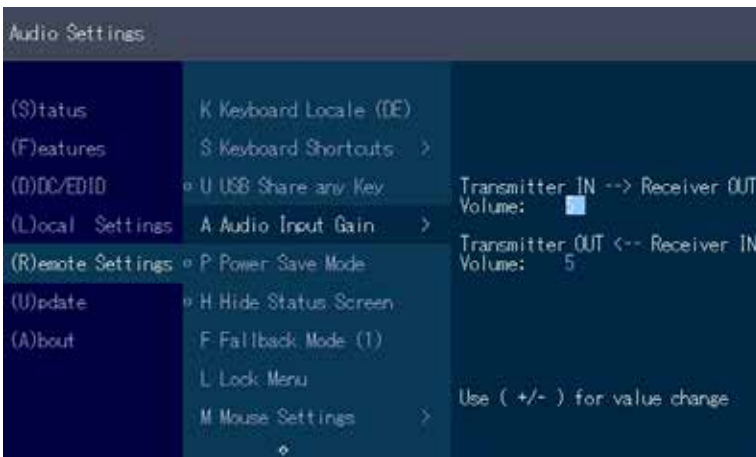 Audio Settings
(S)tatus
(F)eatures
(D)DC/EDID
(L)ocal Settings
(R)emote Settings
(U)pdate
(A)bout
K Keyboard Locale (DE)
S Keyboard Shortcuts >
U USB Share any Key
A Audio Input Gain >
P Power Save Mode
H Hide Status Screen
F Fallback Mode (1)
L Lock Menu
M Mouse Settings >
Transmitter IN --> Receiver OUT
Volume:
Transmitter OUT <-- Receiver IN
Volume: 5
Use ( +/- ) for value change